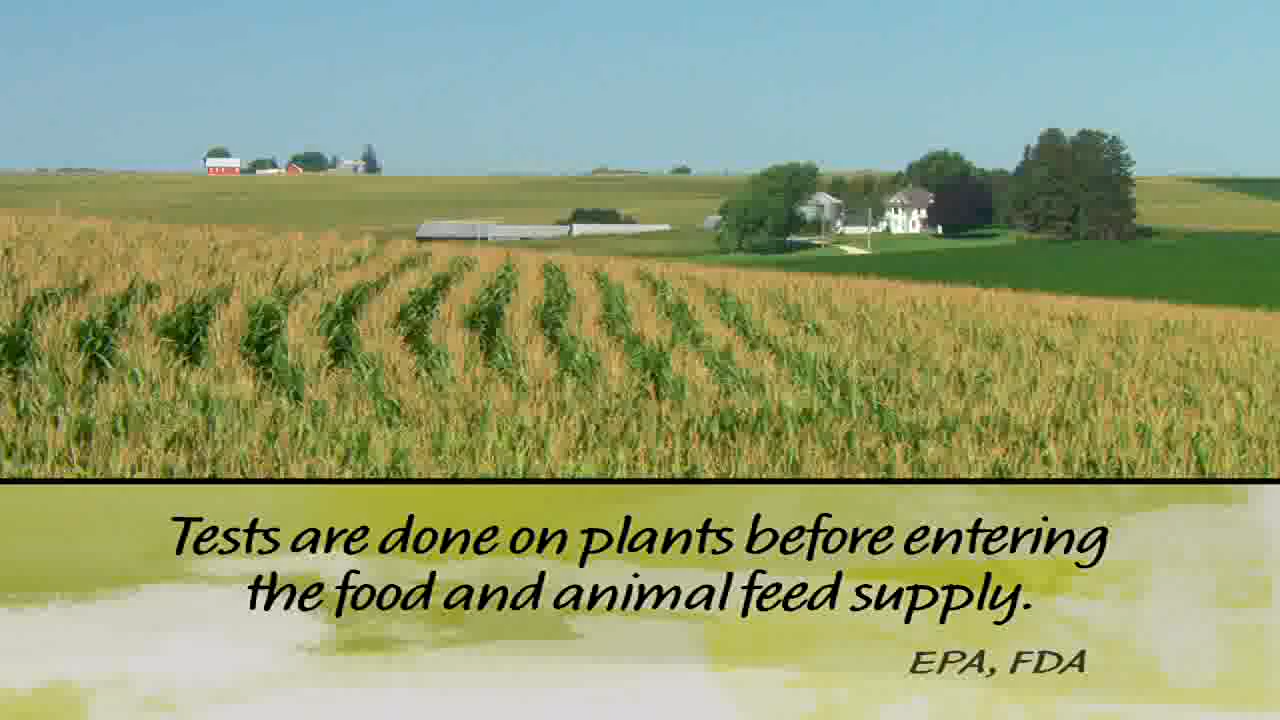 Tests are done on plants before entering
the food and animal feed supply.
EPA, FDA